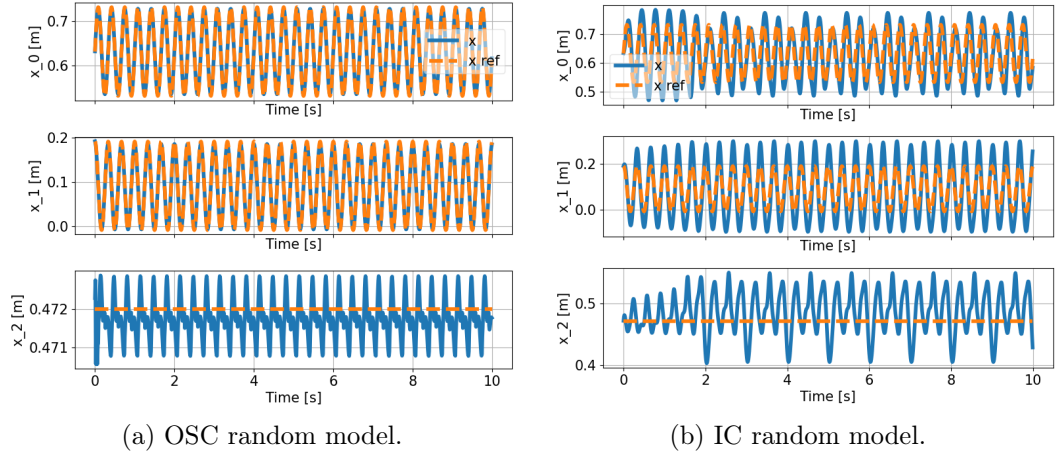 0.7
0.6
x_0 [m]
x
x ref
Time [s]
0.2
0.1
0.0
x_1 [m]
Time [s]
0.472
0.471
x_2 [m]
0 2 4 6 8 10
Time [s]
(a) OSC random model.
0.7
0.6
0.5
x_0 [m]
x
x ref
Time [s]
0.2
0.0
x_1 [m]
Time [s]
0.5
0.4
x_2 [m]
0 2 4 6 8 10
Time [s]
(b) IC random model.